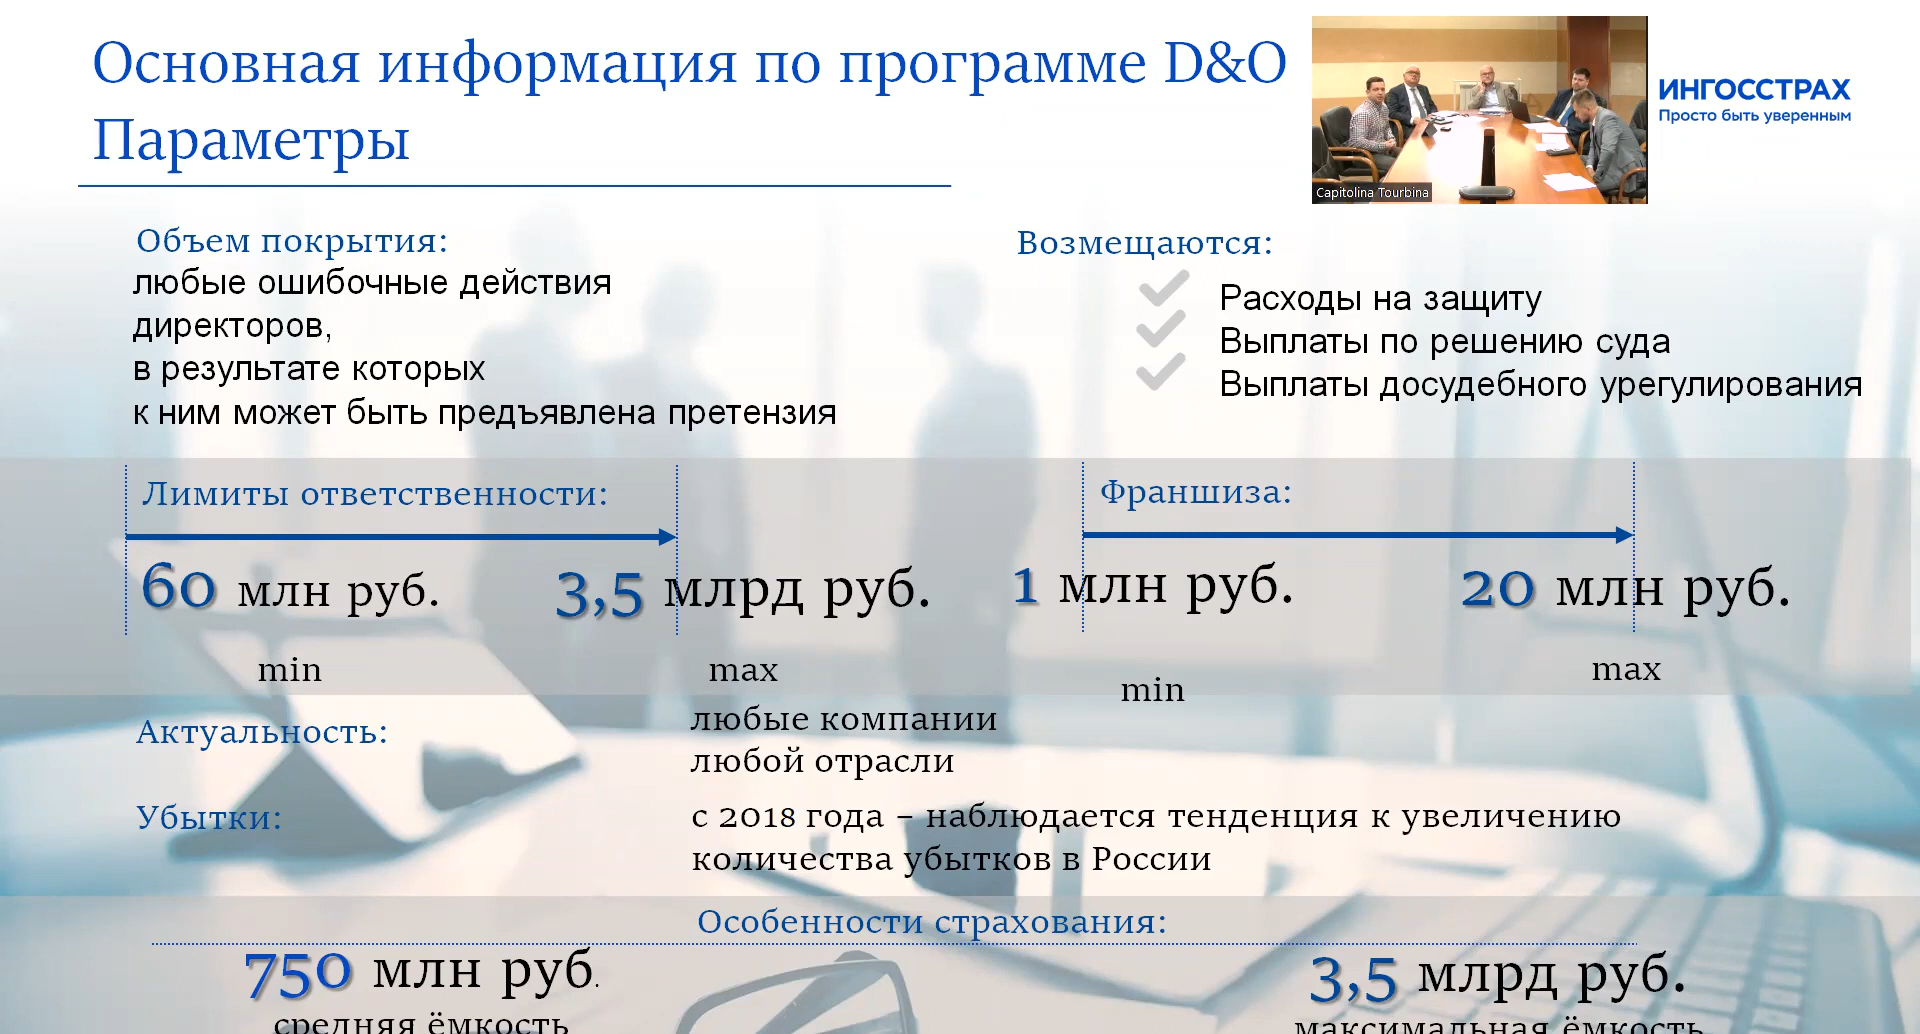 Основная информация по программе D&O
Параметры
Capitolina Tourbina
ИНГОССТРАХ
Просто быть уверенным
Объем покрытия:
любые ошибочные действия
директоров,
в результате которых
к ним может быть предъявлена претензия
Возмещаются:
Расходы на защиту
Выплаты по решению суда
Выплаты досудебного урегулирования
Лимиты ответственности:
60 млн руб.
3,5 млрд руб.
min
max
Франшиза:
1 млн руб.
20 млн руб.
min
max
Актуальность:
любые компании
любой отрасли
Убытки:
с 2018 года – наблюдается тенденция к увеличению
количества убытков в России
Особенности страхования:
750 млн руб.
средняя ёмкость
3,5 млрд руб.
максимальная ёмкость